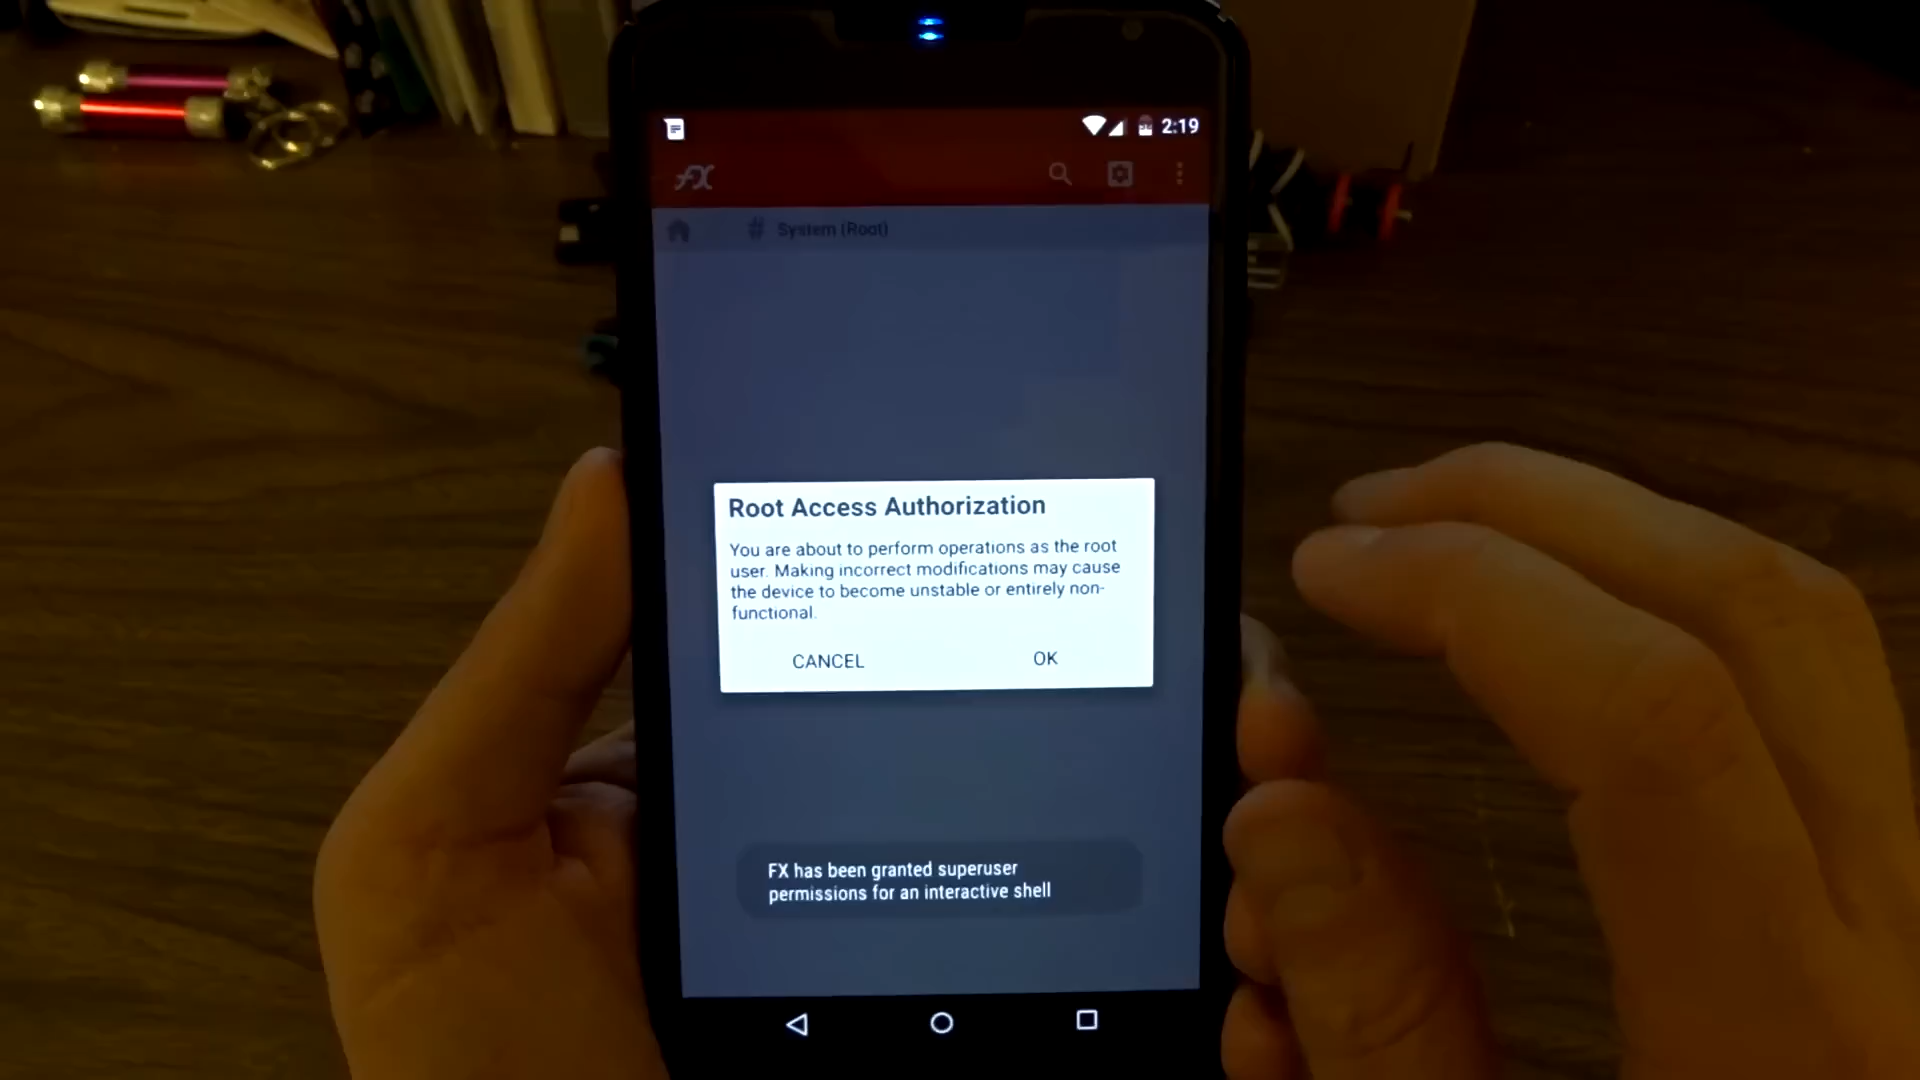 2:19
FX
# System (Root)
Root Access Authorization
You are about to perform operations as the root
user. Making incorrect modifications may cause
the device to become unstable or entirely non-
functional.
CANCEL OK
FX has been granted superuser
permissions for an interactive shell